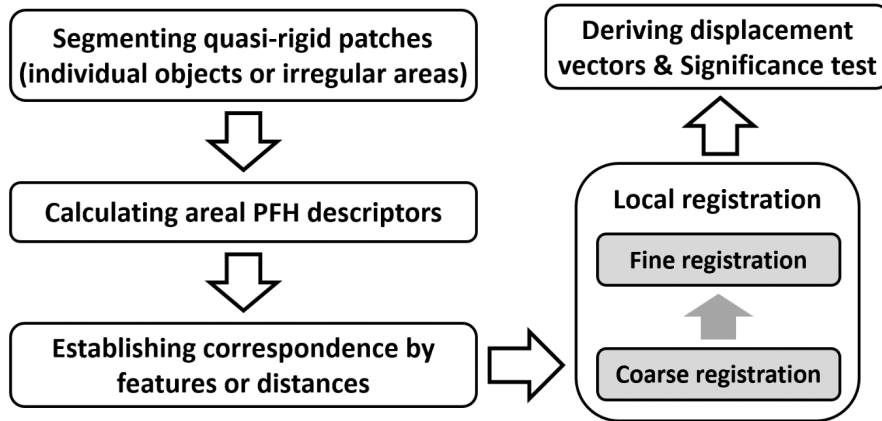 Segmenting quasi-rigid patches
(individual objects or irregular areas)
Calculating areal PFH descriptors
Establishing correspondence by
features or distances
Local registration
Fine registration
Coarse registration
Deriving displacement
vectors & Significance test